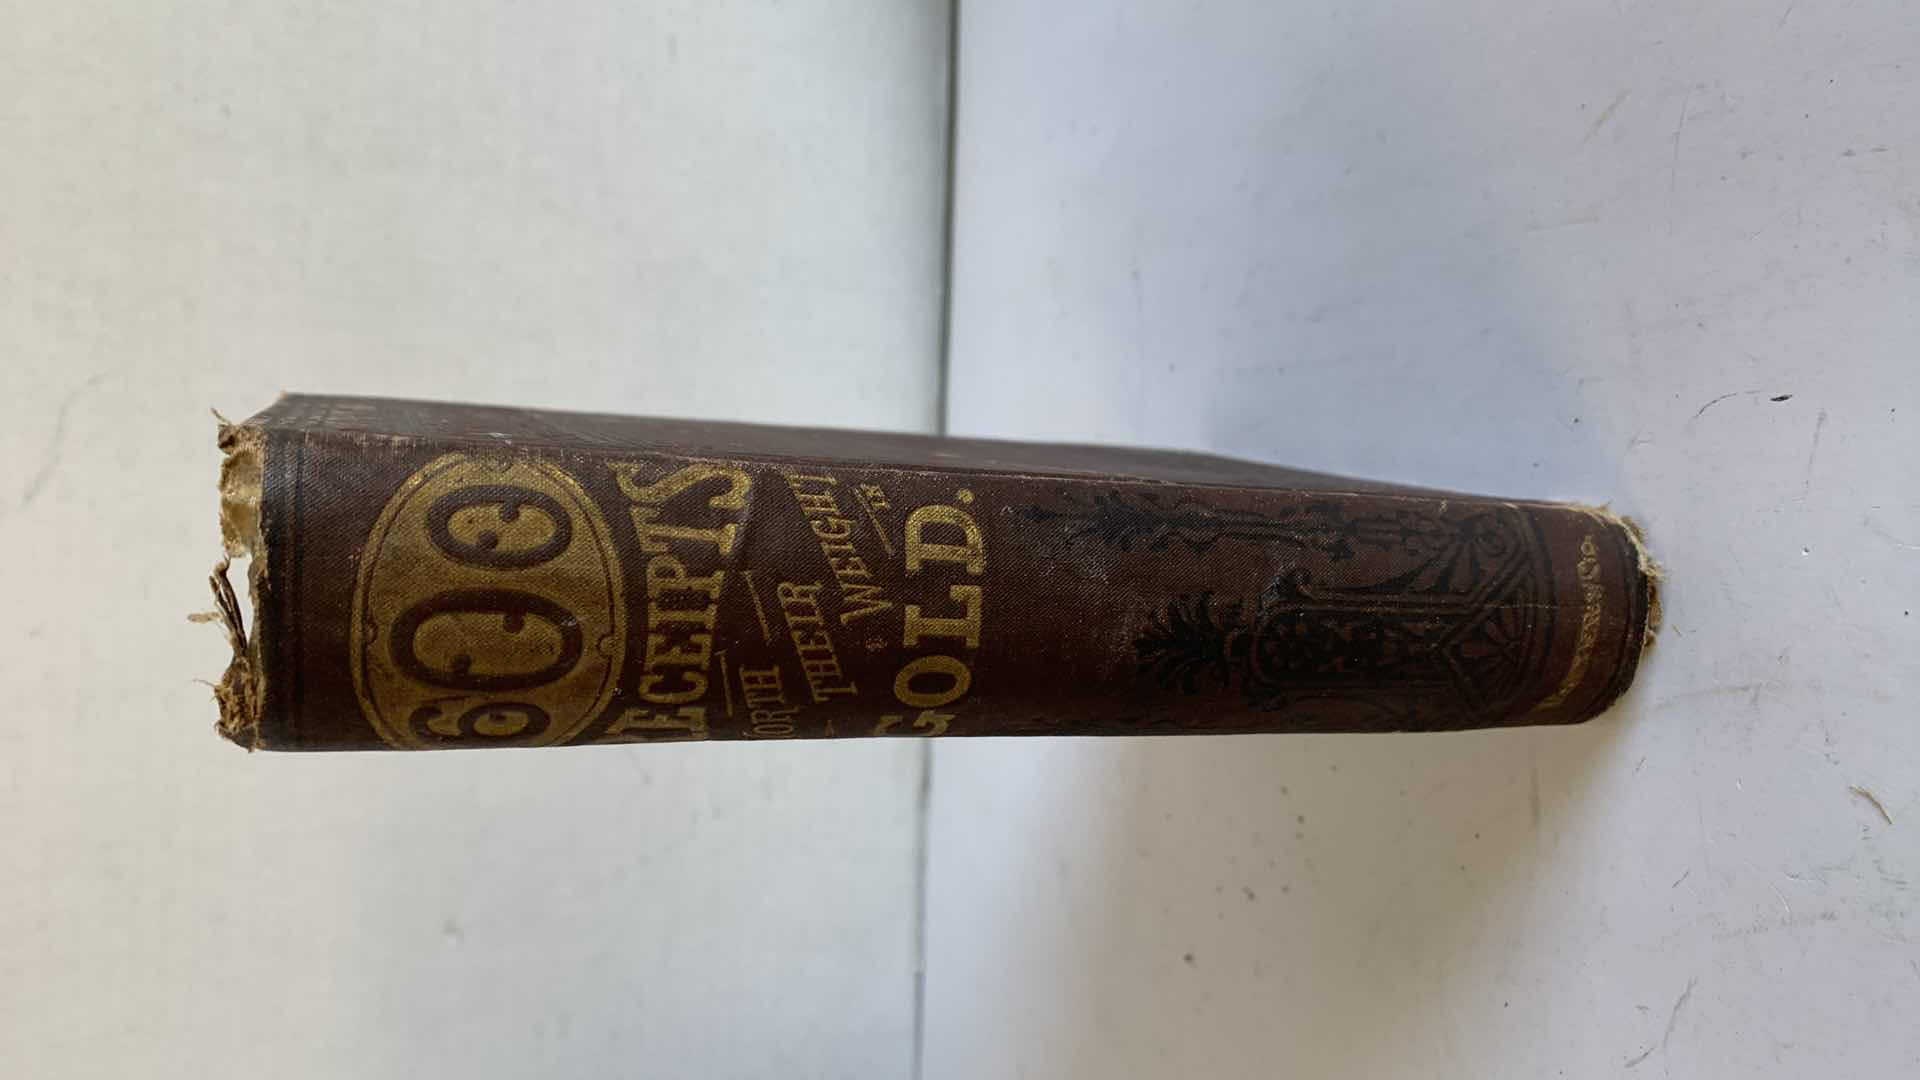 600
RECEIPTS
WORTH
THEIR
WEIGHT
IN
GOLD.